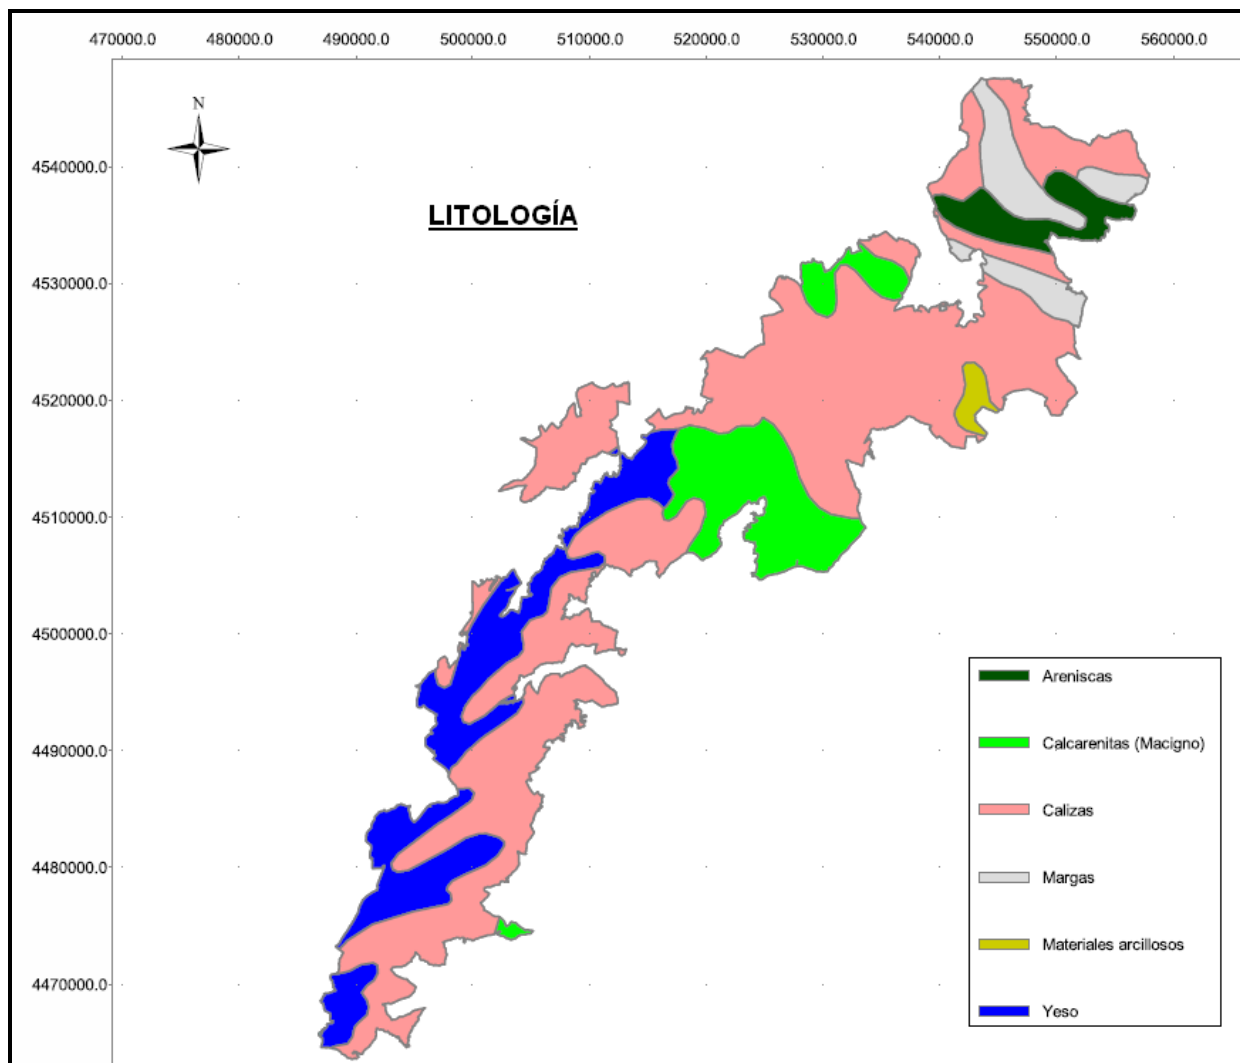 470000.0 480000.0 490000.0 500000.0 510000.0 520000.0 530000.0 540000.0 550000.0 560000.0
N
4540000.0
LITOLOGÍA
4530000.0
4520000.0
4510000.0
4500000.0
Areniscas
4490000.0
Calcarenitas (Macigno)
Calizas
4480000.0
Margas
Materiales arcillosos
4470000.0
Yeso